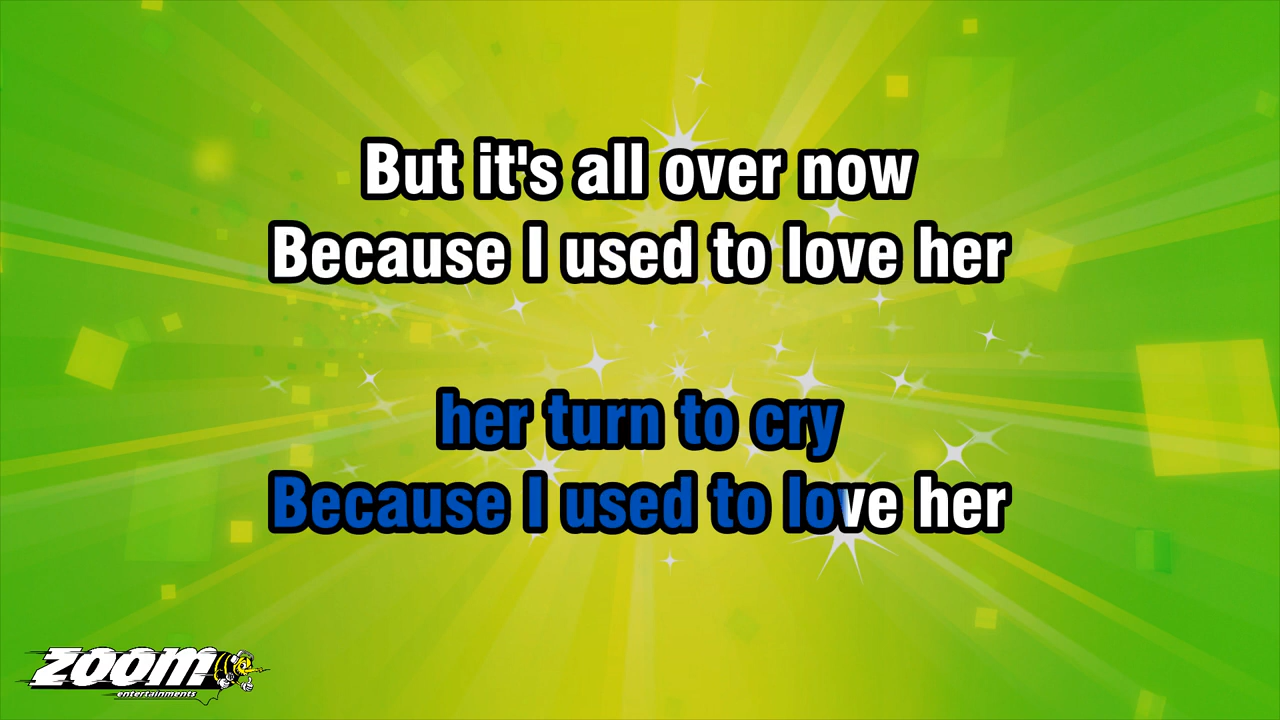 But it's all over now
Because I used to love her
her turn to cry
Because I used to love her
zoom
entertainments